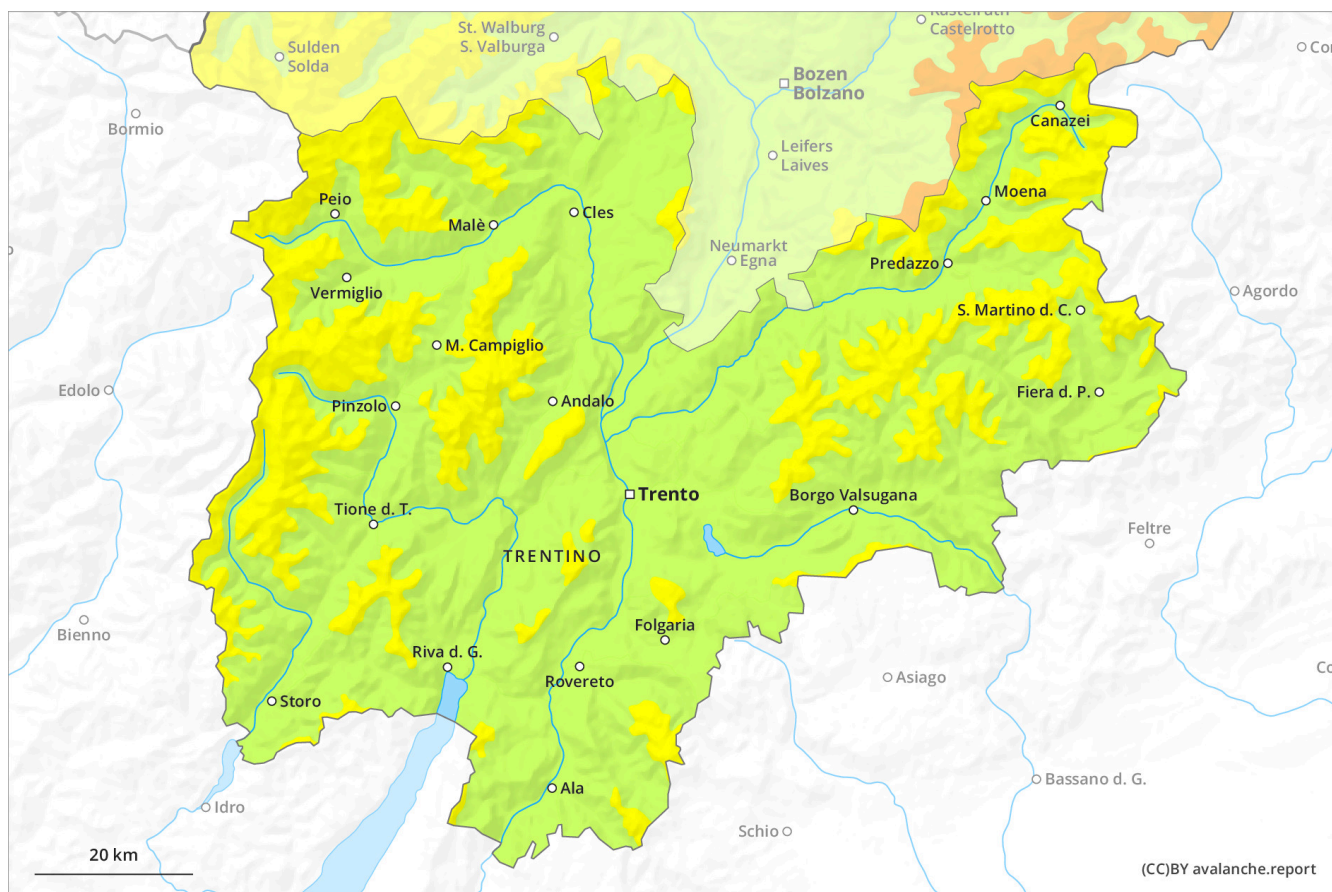 Sulden
Solda
St. Walburg
S. Valburga
Kastelruth
Castelrotto
Bozen
Bolzano
Bormio
Canazei
Leifers
Laives
Peio
Malè
Cles
Moena
Neumarkt
Egna
Predazzo
Vermiglio
Agordo
S. Martino d. C.
M. Campiglio
Edolo
Pinzolo
Andalo
Fiera d. P.
Trento
Borgo Valsugana
Tione d. T.
Feltre
TRENTINO
Bienno
Folgaria
Riva d. G.
Rovereto
Asiago
Storo
Bassano d. G.
Ala
Idro
Schio
20 km
(CC)BY avalanche.report